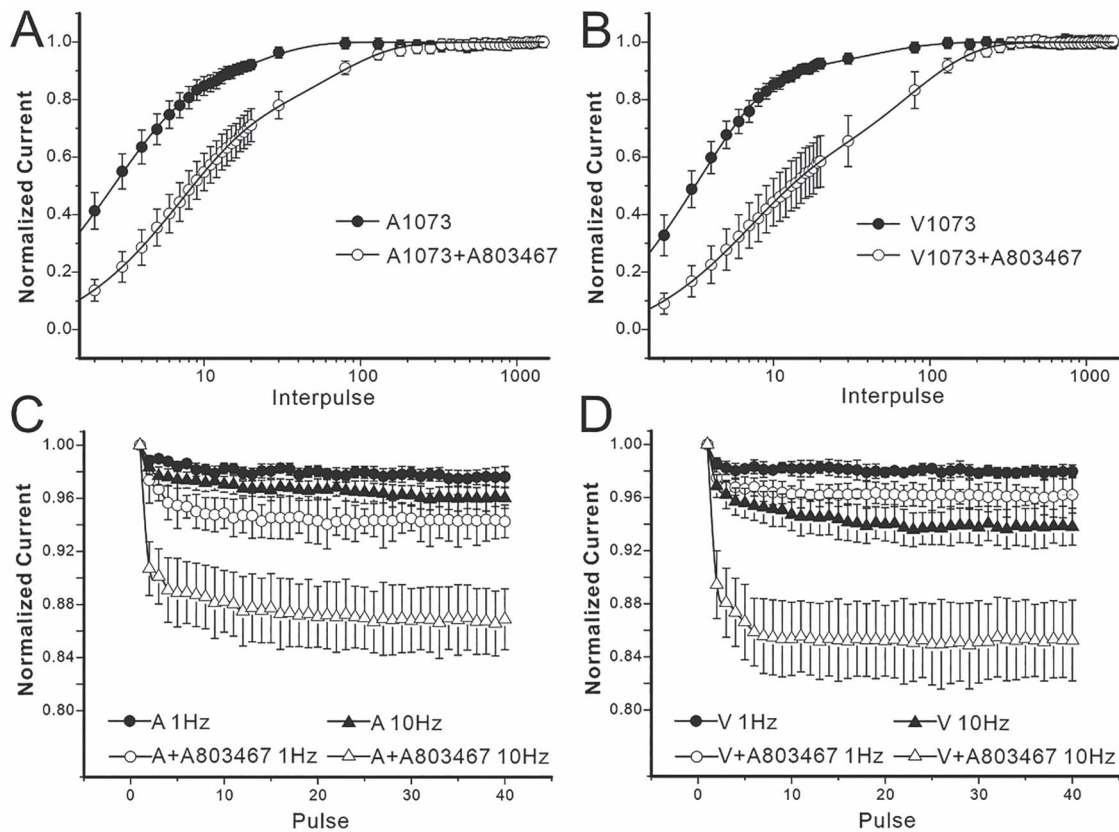 A
Normalized Current
1.0
0.8
0.6
0.4
0.2
0.0
A1073
A1073+A803467
10
100
1000
Interpulse
B
Normalized Current
1.0
0.8
0.6
0.4
0.2
0.0
V1073
V1073+A803467
10
100
1000
Interpulse
C
Normalized Current
1.00
0.96
0.92
0.88
0.84
0.80
A 1Hz
A 10Hz
A+A803467 1Hz
A+A803467 10Hz
0
10
20
30
40
Pulse
D
Normalized Current
1.00
0.96
0.92
0.88
0.84
0.80
V 1Hz
V 10Hz
V+A803467 1Hz
V+A803467 10Hz
0
10
20
30
40
Pulse